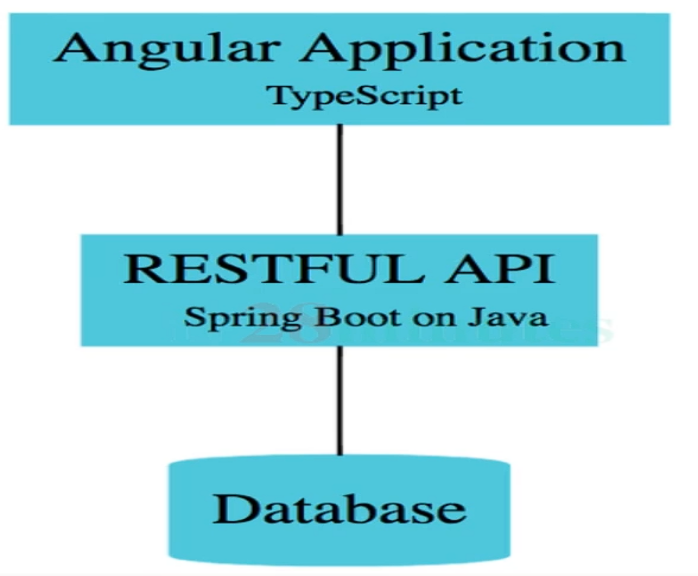 Angular Application
TypeScript
RESTFUL API
Spring Boot on Java
Database